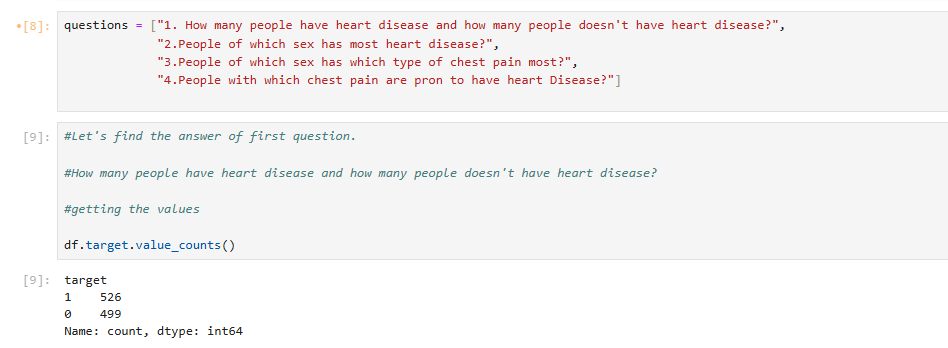 •[8]: questions = ["1. How many people have heart disease and how many people doesn't have heart disease?",
"2.People of which sex has most heart disease?",
"3.People of which sex has which type of chest pain most?",
"4.People with which chest pain are pron to have heart Disease?"]
[9]: #Let's find the answer of first question.
#How many people have heart disease and how many people doesn't have heart disease?
#getting the values
df.target.value_counts()
[9]: target
1    526
0    499
Name: count, dtype: int64